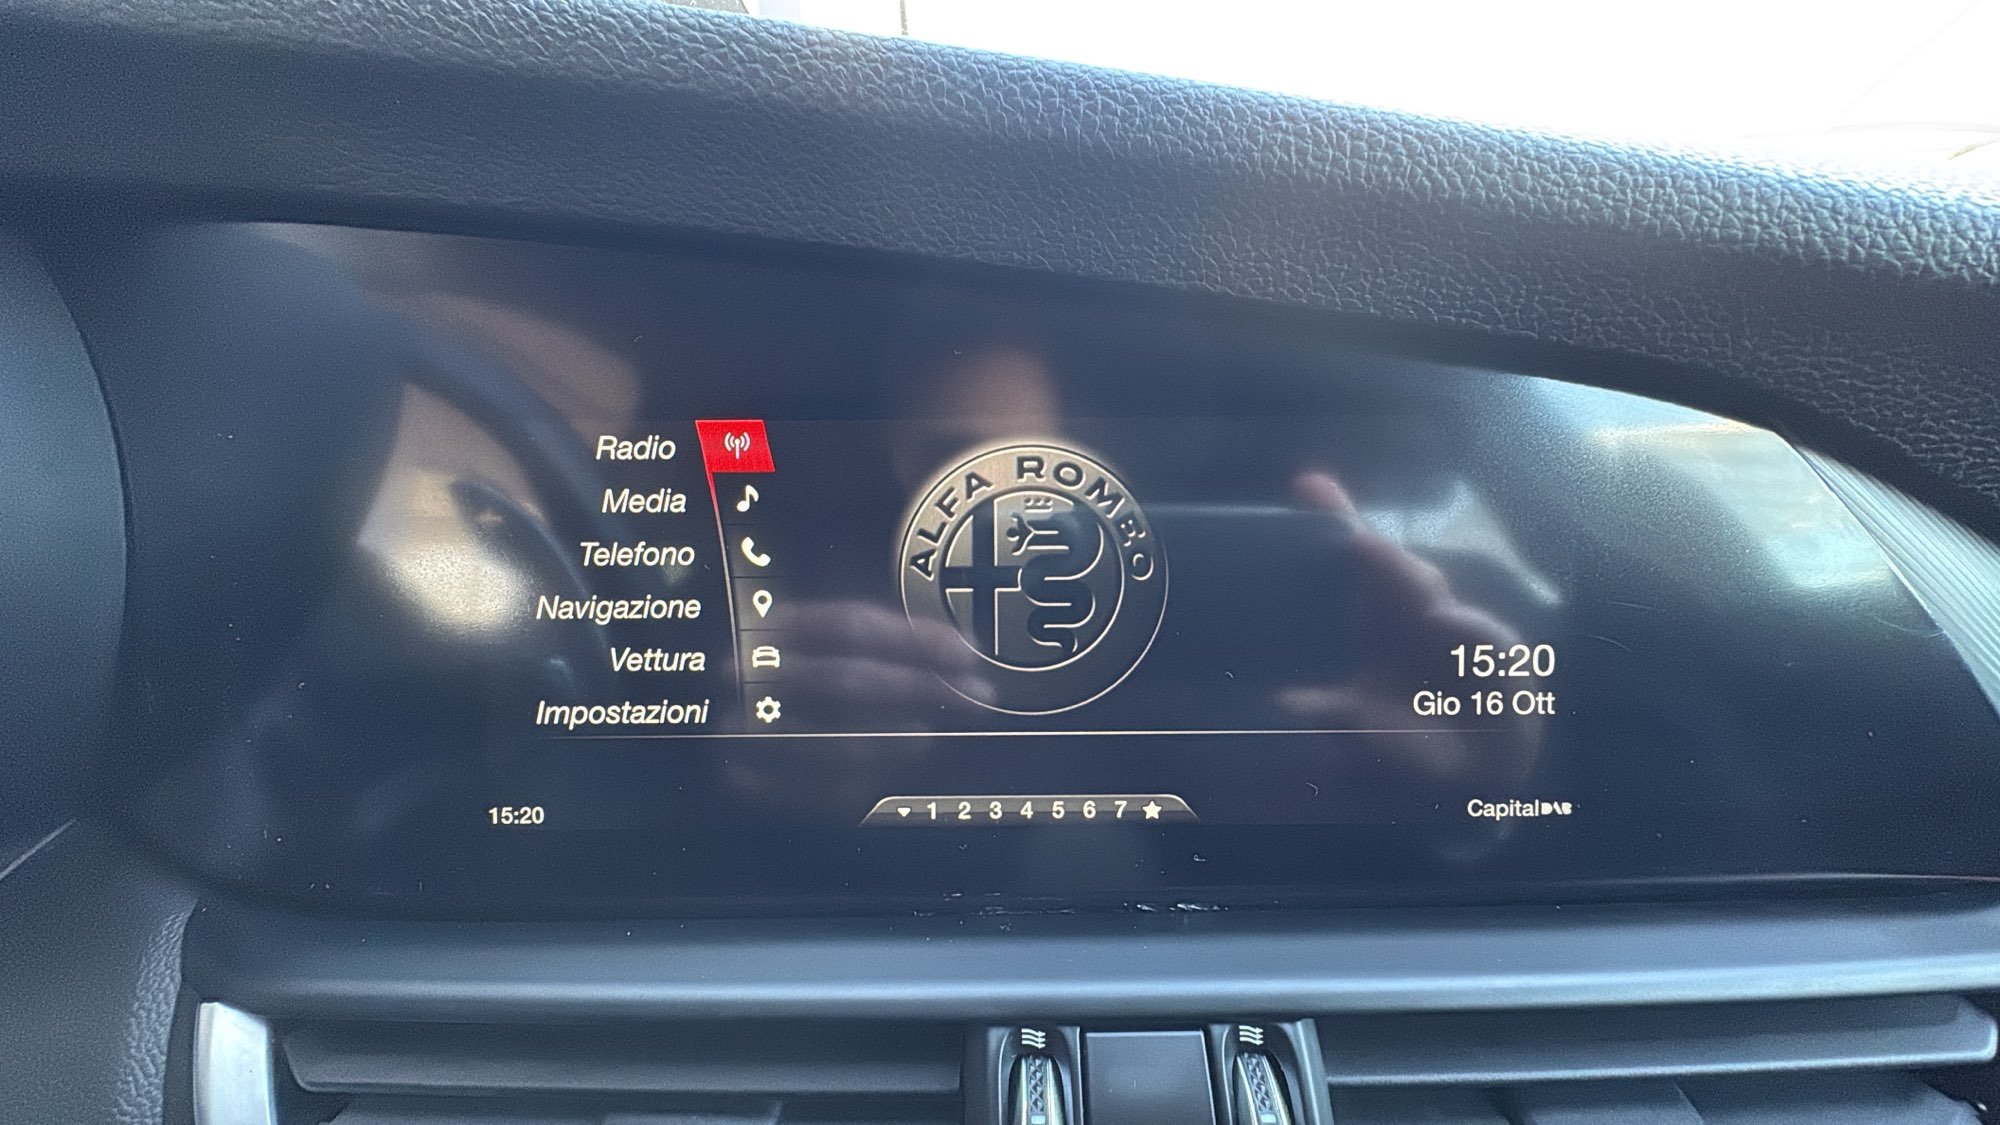 Radio
Media
Telefono
Navigazione
Vettura
Impostazioni
ALFA ROMEO
15:20
Gio 16 Ott
15:20
1 2 3 4 5 6 7
Capital DAB